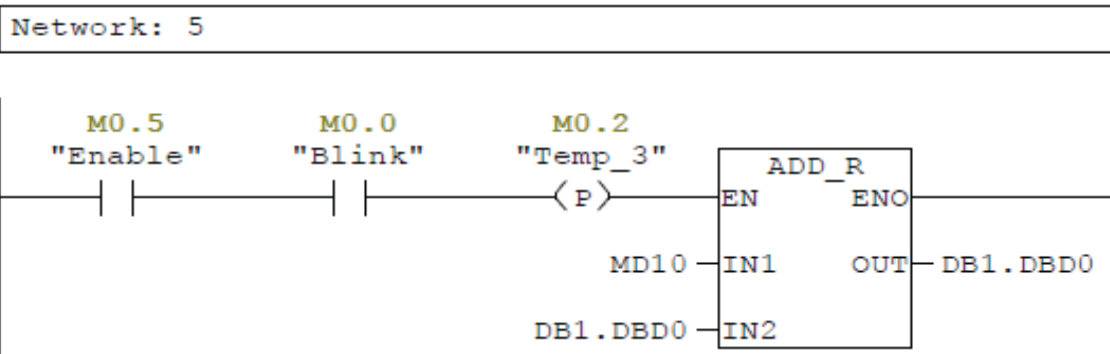 Network: 5
M0.5 M0.0 M0.2
"Enable" "Blink" "Temp_3"
ADD_R
P EN ENO
MD10 IN1 OUT DB1.DBD0
DB1.DBD0 IN2